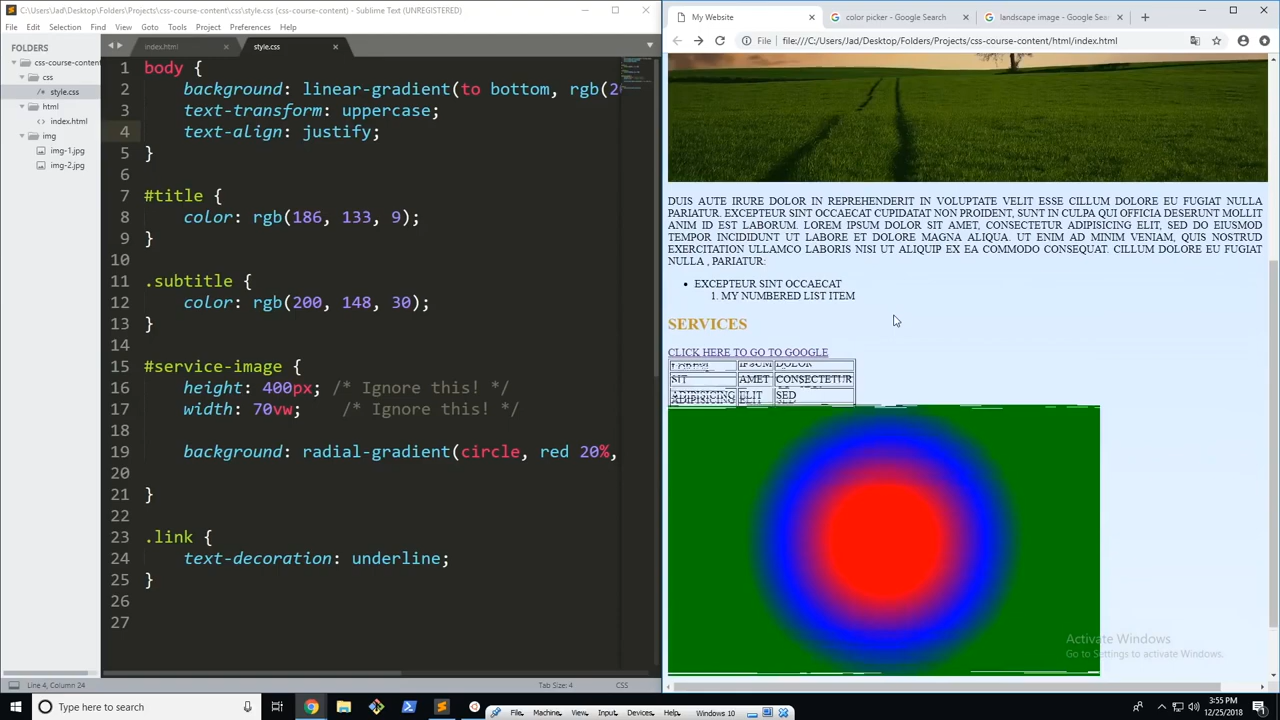 C:\Users\Jad\Desktop\Folders\Projects\css-course-content\css\style.css (css-course-content) - Sublime Text (UNREGISTERED)
File Edit Selection Find View Goto Tools Project Preferences Help
FOLDERS
css-course-content
css
style.css
html
index.html
img
img-1.jpg
img-2.jpg
index.html
style.css
1 body {
2 background: linear-gradient(to bottom, rgb(2
3 text-transform: uppercase;
4 text-align: justify;
5 }
6
7 #title {
8 color: rgb(186, 133, 9);
9 }
10
11 .subtitle {
12 color: rgb(200, 148, 30);
13 }
14
15 #service-image {
16 height: 400px; /* Ignore this! */
17 width: 70vw; /* Ignore this! */
18
19 background: radial-gradient(circle, red 20%,
20
21 }
22
23 .link {
24 text-decoration: underline;
25 }
26
27
Line 4, Column 24
Tab Size: 4
CSS
My Website
color picker - Google Search
landscape image - Google Sea
File file:///C:/Users/Jad/Desktop/Folders/Projects/css-course-content/html/index.html
DUIS AUTE IRURE DOLOR IN REPREHENDERIT IN VOLUPTATE VELIT ESSE CILLUM DOLORE EU FUGIAT NULLA
PARIATUR. EXCEPTEUR SINT OCCAECAT CUPIDATAT NON PROIDENT, SUNT IN CULPA QUI OFFICIA DESERUNT MOLLIT
ANIM ID EST LABORUM. LOREM IPSUM DOLOR SIT AMET, CONSECTETUR ADIPISICING ELIT, SED DO EIUSMOD
TEMPOR INCIDIDUNT UT LABORE ET DOLORE MAGNA ALIQUA. UT ENIM AD MINIM VENIAM, QUIS NOSTRUD
EXERCITATION ULLAMCO LABORIS NISI UT ALIQUIP EX EA COMMODO CONSEQUAT. CILLUM DOLORE EU FUGIAT
NULLA , PARIATUR:
EXCEPTEUR SINT OCCAECAT
1. MY NUMBERED LIST ITEM
SERVICES
CLICK HERE TO GO TO GOOGLE
IPSUM DOLOR
SIT AMET CONSECTETUR
ADIPISICING ELIT SED
Activate Windows
Go to Settings to activate Windows.
Type here to search
File Machine View Input Devices Help Windows 10
3:55 PM
12/25/2018